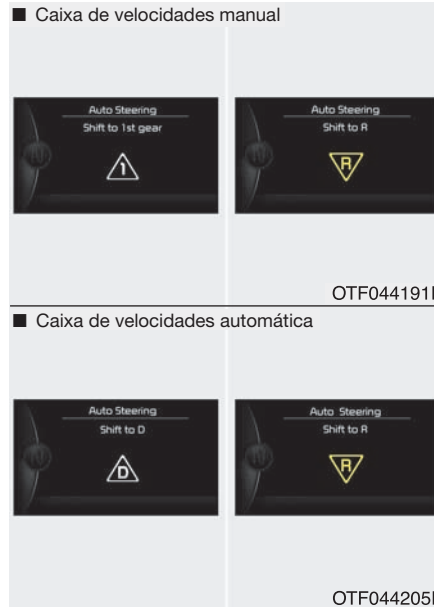 ■ Caixa de velocidades manual
Auto Steering
Shift to 1st gear
1
Auto Steering
Shift to R
R
OTF044191
■ Caixa de velocidades automática
Auto Steering
Shift to D
D
Auto Steering
Shift to R
R
OTF044205